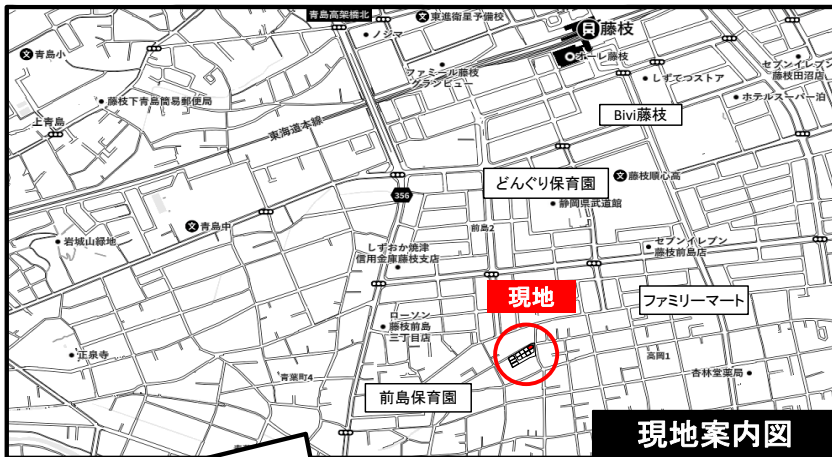 青島高架橋北
東進衛星予備校
藤枝
ノジマ
オーレ藤枝
青島小
ファミール藤枝
グランビュー
セブンイレブン
藤枝田沼店
しずてつストア
藤枝下青島簡易郵便局
ホテルスーパー泊
上青島
東海道本線
Bivi藤枝
どんぐり保育園
藤枝順心高
356
静岡県武道館
青島中
前島2
岩城山緑地
しずおか焼津
信用金庫藤枝支店
セブンイレブン
藤枝前島店
現地
ファミリーマート
ローソン
藤枝前島
三丁目店
正泉寺
高岡1
青葉町4
杏林堂薬局
前島保育園
現地案内図